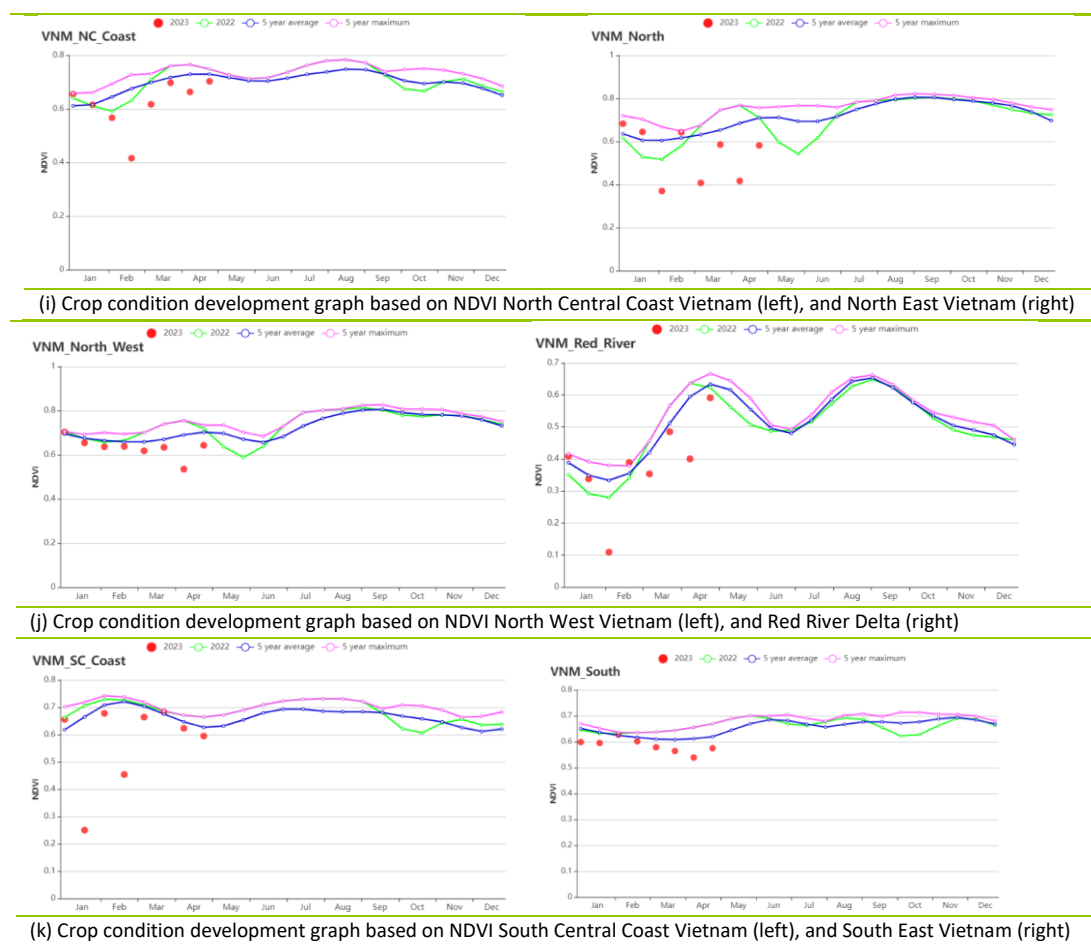 2023 2022 5 year average 5 year maximum
VNM_NC_Coast
NDVI
0.8
0.6
0.4
0.2
0
Jan Feb Mar Apr May Jun Jul Aug Sep Oct Nov Dec
2023 2022 5 year average 5 year maximum
VNM_North
NDVI
1
0.8
0.6
0.4
0.2
0
Jan Feb Mar Apr May Jun Jul Aug Sep Oct Nov Dec
(i) Crop condition development graph based on NDVI North Central Coast Vietnam (left), and North East Vietnam (right)
2023 2022 5 year average 5 year maximum
VNM_North_West
NDVI
1
0.8
0.6
0.4
0.2
0
Jan Feb Mar Apr May Jun Jul Aug Sep Oct Nov Dec
2023 2022 5 year average 5 year maximum
VNM_Red_River
NDVI
0.7
0.6
0.5
0.4
0.3
0.2
0.1
0
Jan Feb Mar Apr May Jun Jul Aug Sep Oct Nov Dec
(j) Crop condition development graph based on NDVI North West Vietnam (left), and Red River Delta (right)
2023 2022 5 year average 5 year maximum
VNM_SC_Coast
NDVI
0.8
0.7
0.6
0.5
0.4
0.3
0.2
0.1
0
Jan Feb Mar Apr May Jun Jul Aug Sep Oct Nov Dec
2023 2022 5 year average 5 year maximum
VNM_South
NDVI
0.8
0.7
0.6
0.5
0.4
0.3
0.2
0.1
0
Jan Feb Mar Apr May Jun Jul Aug Sep Oct Nov Dec
(k) Crop condition development graph based on NDVI South Central Coast Vietnam (left), and South East Vietnam (right)